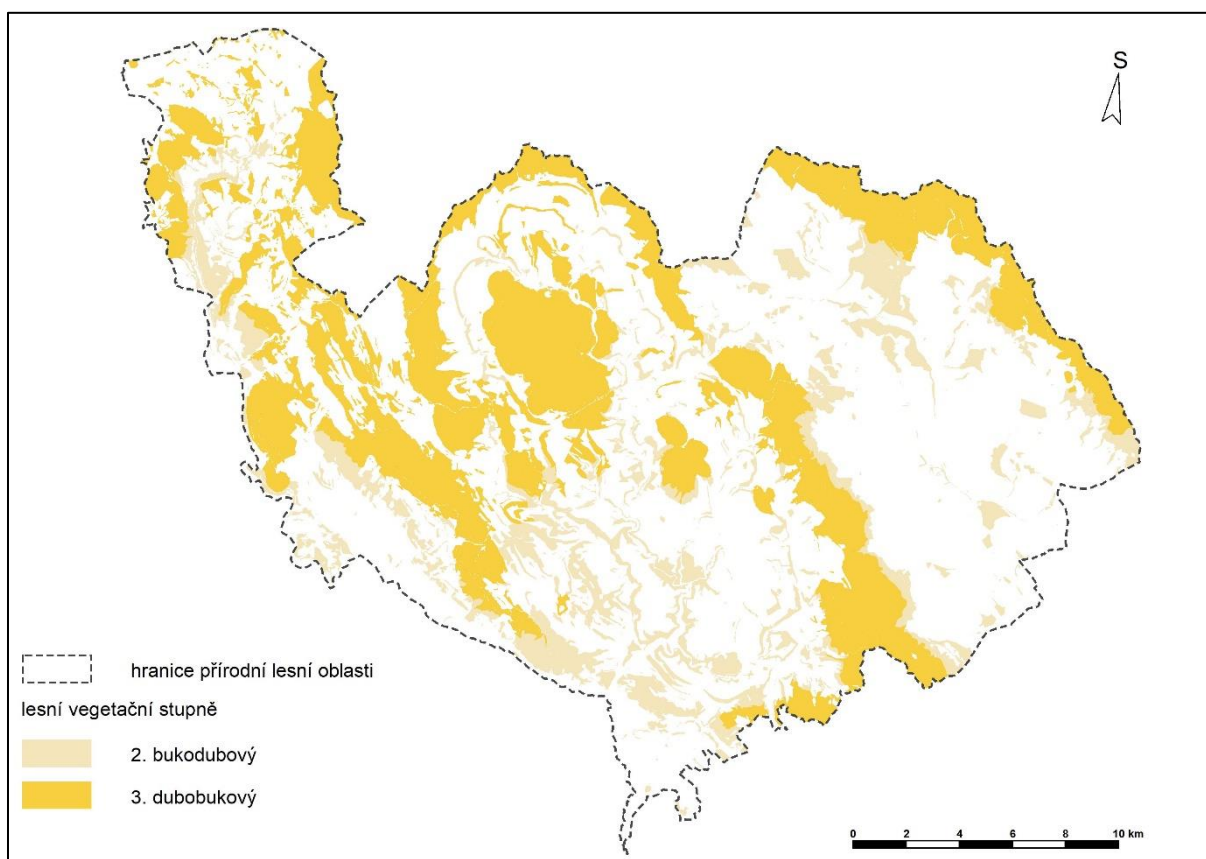 S
hranice přírodní lesní oblasti
lesní vegetační stupně
2. bukodubový
3. dubobukový
0 2 4 6 8 10 km